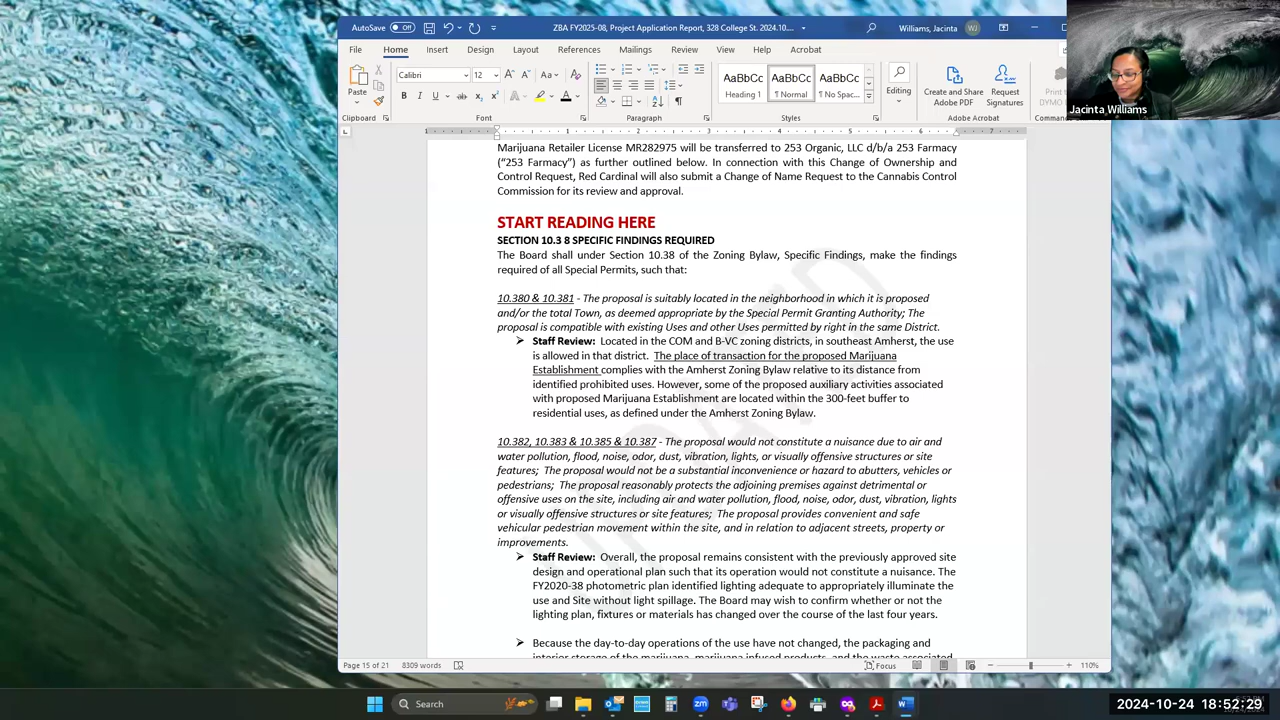 AutoSave
Off
ZBA FY2025-08, Project Application Report, 328 College St. 2024.10....
Williams, Jacinta
WJ
File Home Insert Design Layout References Mailings Review View Help Acrobat
Paste
Clipboard
Calibri
12
Font
Paragraph
AaBbCc AaBbCc AaBbCc
Heading 1 ¶ Normal ¶ No Spac...
Styles
Editing
Create and Share
Adobe PDF
Request
Signatures
Adobe Acrobat
Print to
DYMO
Jacinta Williams
Marijuana Retailer License MR282975 will be transferred to 253 Organic, LLC d/b/a 253 Farmacy
(“253 Farmacy”) as further outlined below. In connection with this Change of Ownership and
Control Request, Red Cardinal will also submit a Change of Name Request to the Cannabis Control
Commission for its review and approval.
START READING HERE
SECTION 10.3 8 SPECIFIC FINDINGS REQUIRED
The Board shall under Section 10.38 of the Zoning Bylaw, Specific Findings, make the findings
required of all Special Permits, such that:
10.380 & 10.381 - The proposal is suitably located in the neighborhood in which it is proposed
and/or the total Town, as deemed appropriate by the Special Permit Granting Authority; The
proposal is compatible with existing Uses and other Uses permitted by right in the same District.
➢ Staff Review: Located in the COM and B-VC zoning districts, in southeast Amherst, the use
is allowed in that district. The place of transaction for the proposed Marijuana
Establishment complies with the Amherst Zoning Bylaw relative to its distance from
identified prohibited uses. However, some of the proposed auxiliary activities associated
with proposed Marijuana Establishment are located within the 300-feet buffer to
residential uses, as defined under the Amherst Zoning Bylaw.
10.382, 10.383 & 10.385 & 10.387 - The proposal would not constitute a nuisance due to air and
water pollution, flood, noise, odor, dust, vibration, lights, or visually offensive structures or site
features; The proposal would not be a substantial inconvenience or hazard to abutters, vehicles or
pedestrians; The proposal reasonably protects the adjoining premises against detrimental or
offensive uses on the site, including air and water pollution, flood, noise, odor, dust, vibration, lights
or visually offensive structures or site features; The proposal provides convenient and safe
vehicular pedestrian movement within the site, and in relation to adjacent streets, property or
improvements.
➢ Staff Review: Overall, the proposal remains consistent with the previously approved site
design and operational plan such that its operation would not constitute a nuisance. The
FY2020-38 photometric plan identified lighting adequate to appropriately illuminate the
use and Site without light spillage. The Board may wish to confirm whether or not the
lighting plan, fixtures or materials has changed over the course of the last four years.
➢ Because the day-to-day operations of the use have not changed, the packaging and
interior storage of the marijuana, marijuana infused products, and the waste associated
Page 15 of 21 8309 words
Focus
110%
Search
2024-10-24 18:52:29